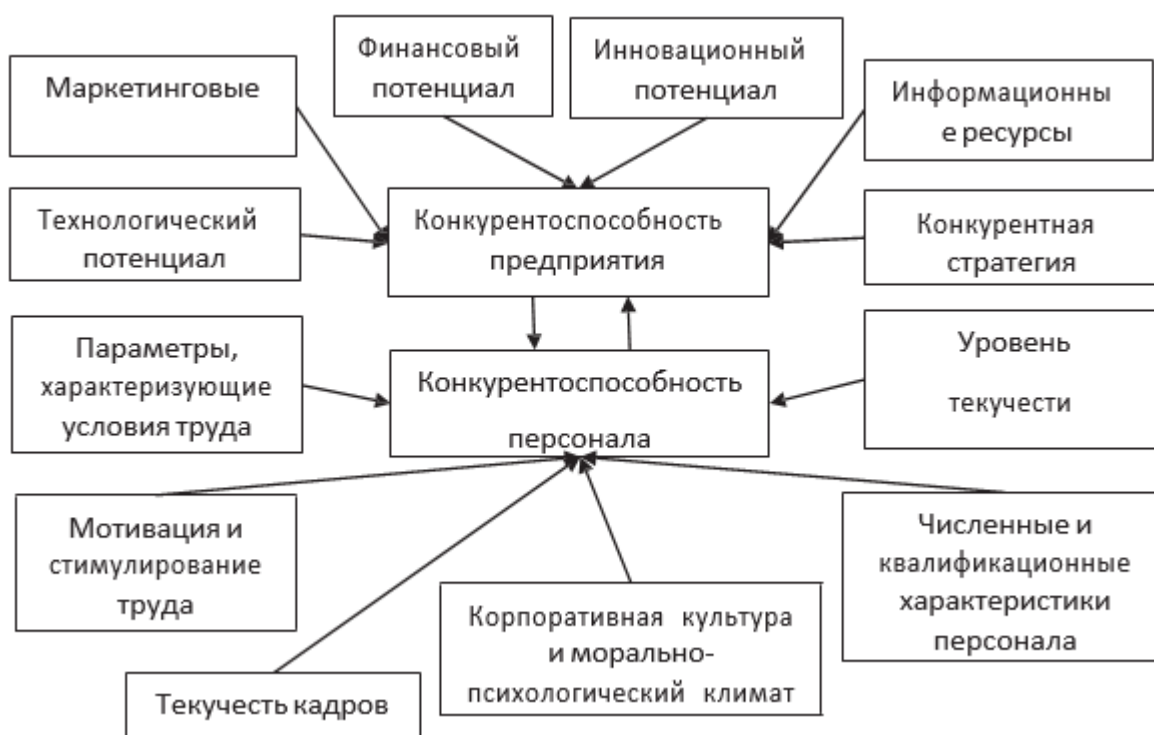 Финансовый
потенциал
Инновационный
потенциал
Маркетинговые
Информационны
е ресурсы
Технологический
потенциал
Конкурентоспособность
предприятия
Конкурентная
стратегия
Параметры,
характеризующие
условия труда
Конкурентоспособность
персонала
Уровень
текучести
Мотивация и
стимулирование
труда
Численные и
квалификационные
характеристики
персонала
Корпоративная культура
и морально-
психологический климат
Текучесть кадров